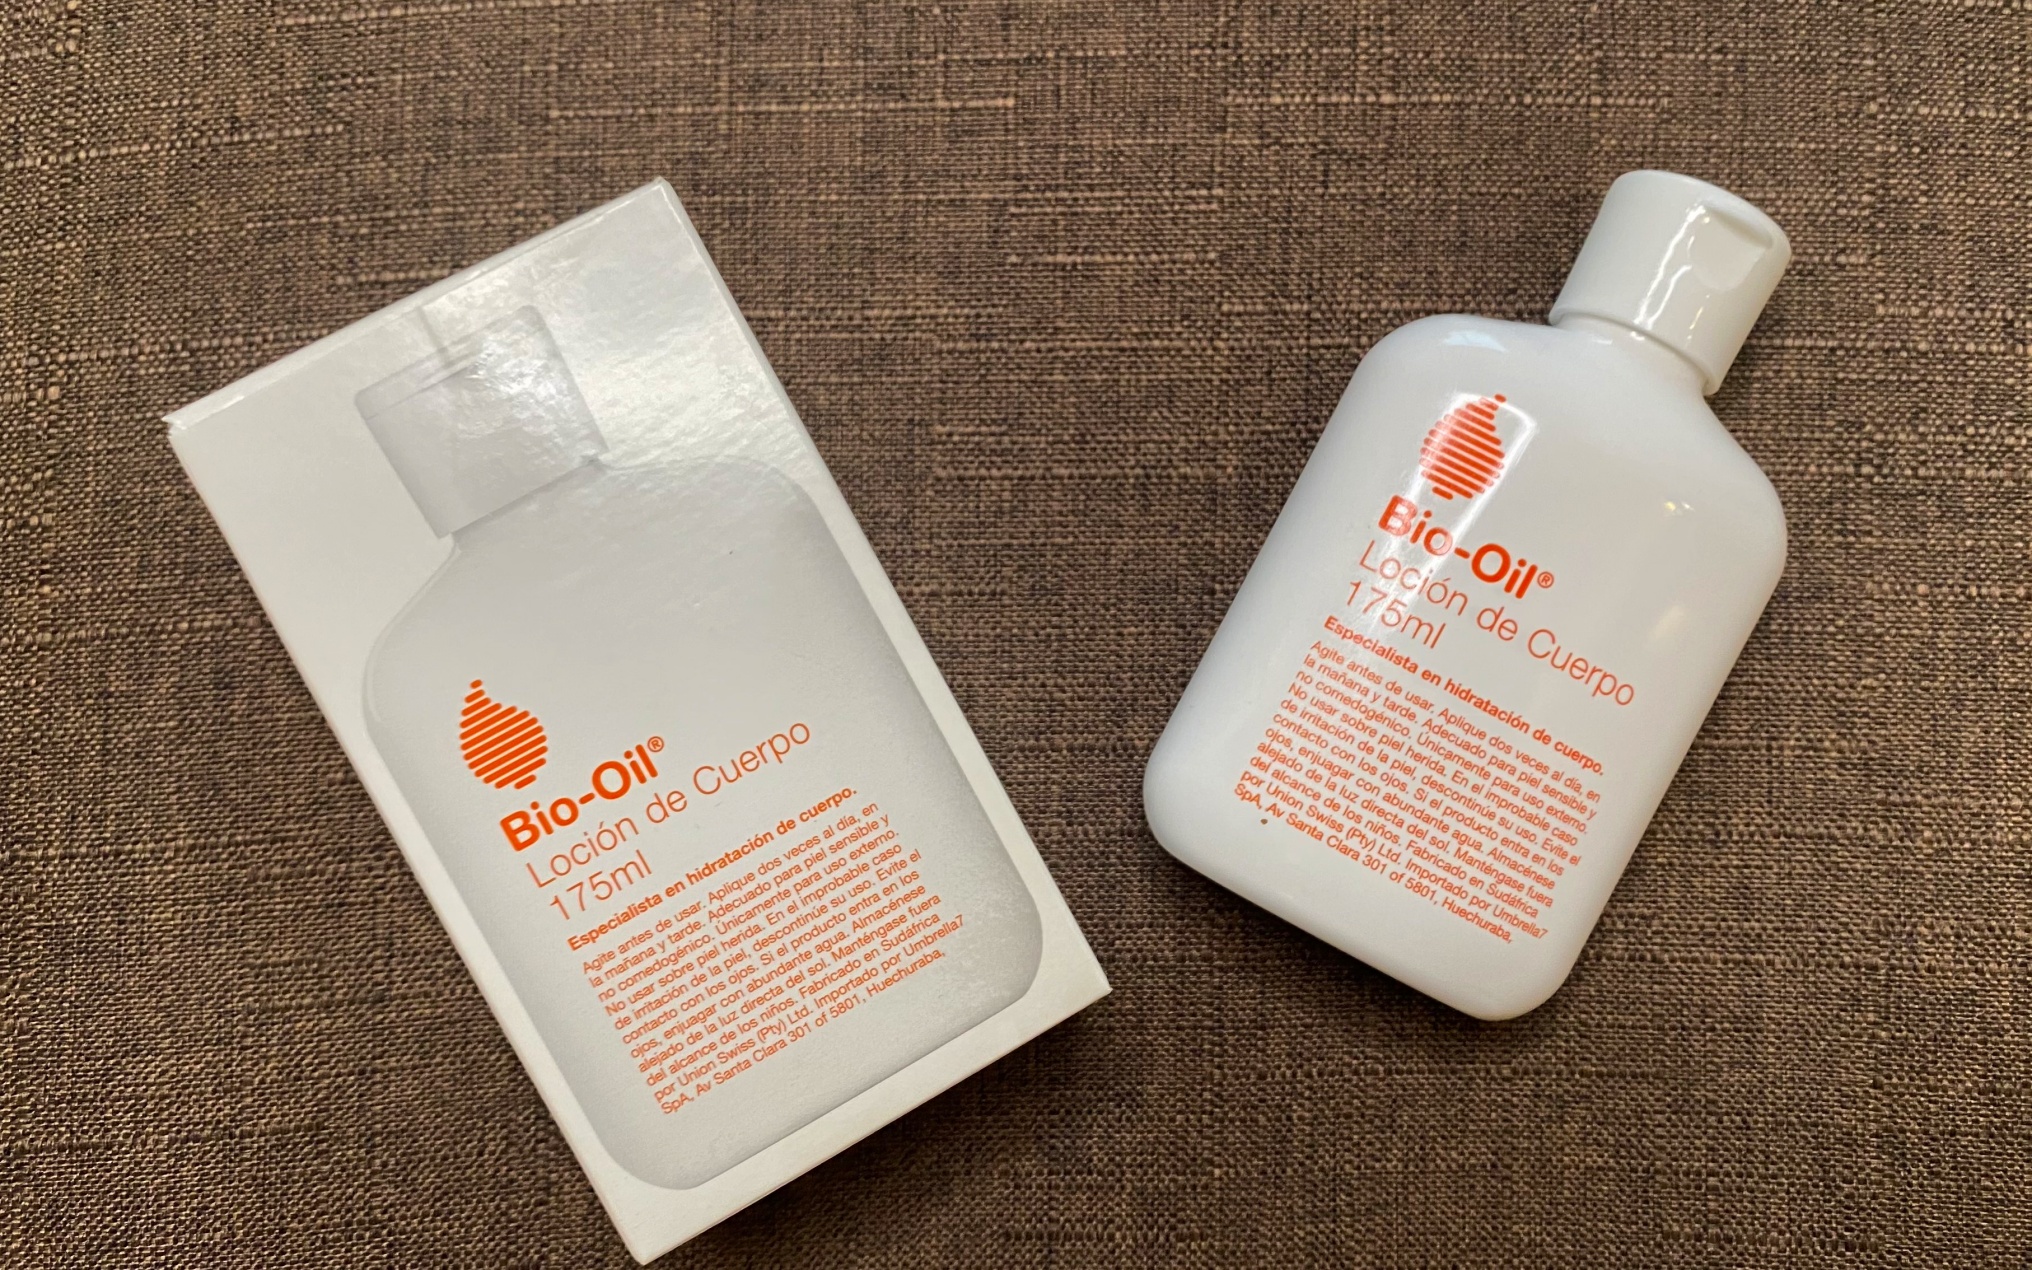 Bio-Oil®
Loción de Cuerpo
175ml
Especialista en hidratación de cuerpo.
Agite antes de usar. Aplique dos veces al día, en
la mañana y tarde. Adecuado para piel sensible y
no comedogénico. Únicamente para uso externo.
No usar sobre piel herida. En el improbable caso
de irritación de la piel, descontinúe su uso. Evite el
contacto con los ojos. Si el producto entra en los
ojos, enjuagar con abundante agua. Almacénese
alejado de la luz directa del sol. Manténgase fuera
del alcance de los niños. Fabricado en Sudáfrica
por Union Swiss (Pty) Ltd. Importado por Umbrella7
SpA, Av Santa Clara 301 of 5801, Huechuraba,
Bio-Oil®
Loción de Cuerpo
175ml
Especialista en hidratación de cuerpo.
Agite antes de usar. Aplique dos veces al día, en
la mañana y tarde. Adecuado para piel sensible y
no comedogénico. Únicamente para uso externo.
No usar sobre piel herida. En el improbable caso
de irritación de la piel, descontinúe su uso. Evite el
contacto con los ojos. Si el producto entra en los
ojos, enjuagar con abundante agua. Almacénese
alejado de la luz directa del sol. Manténgase fuera
del alcance de los niños. Fabricado en Sudáfrica
por Union Swiss (Pty) Ltd. Importado por Umbrella7
SpA, Av Santa Clara 301 of 5801, Huechuraba,